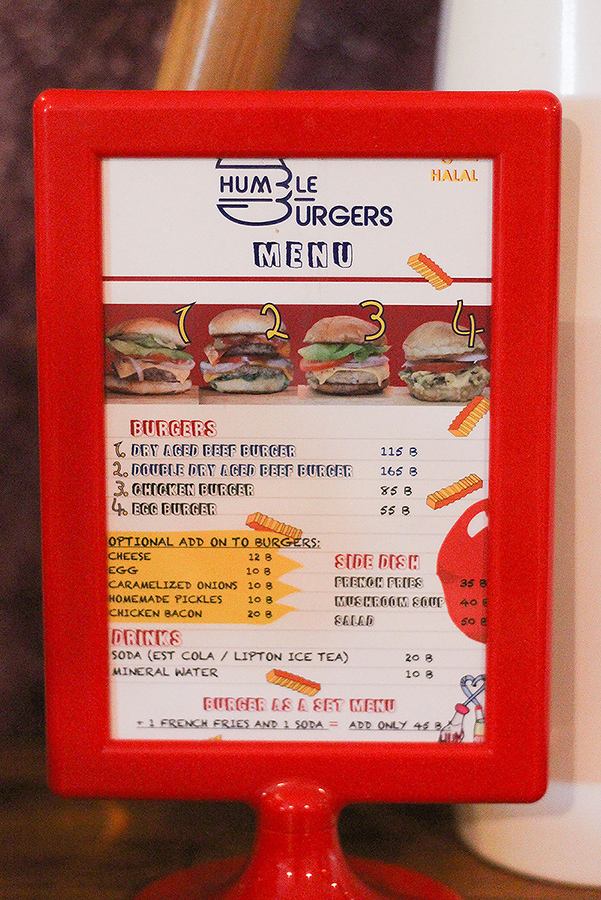 HUMBLE
BURGERS
HALAL
MENU
1 2 3 4
BURGERS
1. DRY AGED BEEF BURGER 115 B
2. DOUBLE DRY AGED BEEF BURGER 165 B
3. CHICKEN BURGER 85 B
4. EGG BURGER 55 B
OPTIONAL ADD ON TO BURGERS:
CHEESE 12 B
EGG 10 B
CARAMELIZED ONIONS 10 B
HOMEMADE PICKLES 10 B
CHICKEN BACON 20 B
SIDE DISH
FRENCH FRIES 35 B
MUSHROOM SOUP 40 B
SALAD 50 B
DRINKS
SODA (EST COLA / LIPTON ICE TEA) 20 B
MINERAL WATER 10 B
BURGER AS A SET MENU
+ 1 FRENCH FRIES AND 1 SODA = ADD ONLY 45 B